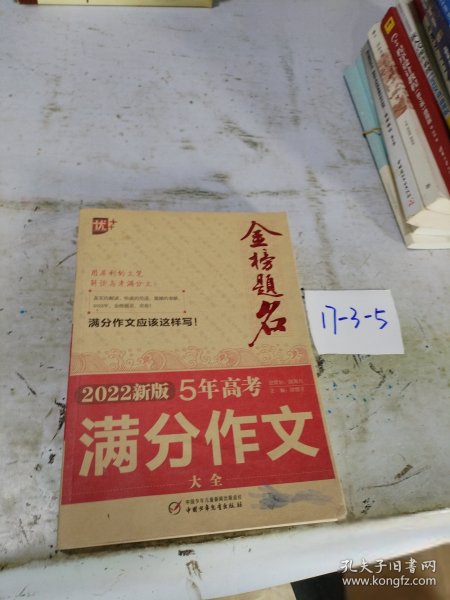 优++
金榜题名
用犀利的文笔
解读高考满分文。
满分作文应该这样写!
17-3-5
2022新版 5年高考
满分作文
大全
中国少年儿童新闻出版总社
中国少年儿童出版社
孔夫子旧书网
www.kongfz.com